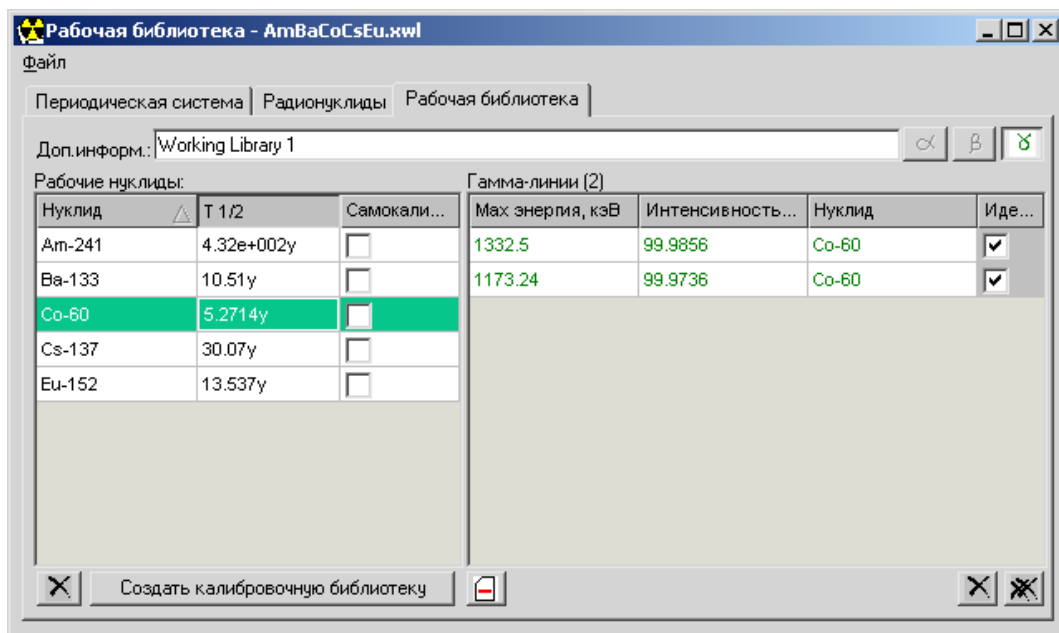 Рабочая библиотека - AmBaCoCsEu.xwl
Файл
Периодическая система Радионуклиды Рабочая библиотека
Доп.информ.: Working Library 1 α β γ
Рабочие нуклиды: Гамма-линии (2)
Нуклид T 1/2 Самокали... Мах энергия, кэВ Интенсивность... Нуклид Иде...
Am-241 4.32e+002y 1332.5 99.9856 Co-60
Ba-133 10.51y 1173.24 99.9736 Co-60
Co-60 5.2714y
Cs-137 30.07y
Eu-152 13.537y
Создать калибровочную библиотеку